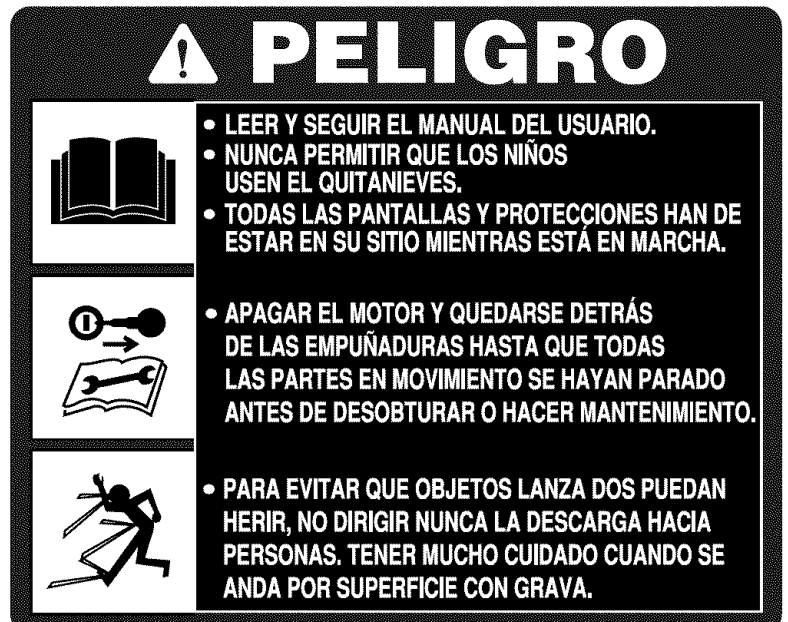 PELIGRO
• LEER Y SEGUIR EL MANUAL DEL USUARIO.
• NUNCA PERMITIR QUE LOS NIÑOS
USEN EL QUITANIEVES.
• TODAS LAS PANTALLAS Y PROTECCIONES HAN DE
ESTAR EN SU SITIO MIENTRAS ESTÁ EN MARCHA.
• APAGAR EL MOTOR Y QUEDARSE DETRÁS
DE LAS EMPUÑADURAS HASTA QUE TODAS
LAS PARTES EN MOVIMIENTO SE HAYAN PARADO
ANTES DE DESOBTURAR O HACER MANTENIMIENTO.
• PARA EVITAR QUE OBJETOS LANZA DOS PUEDAN
HERIR, NO DIRIGIR NUNCA LA DESCARGA HACIA
PERSONAS. TENER MUCHO CUIDADO CUANDO SE
ANDA POR SUPERFICIE CON GRAVA.